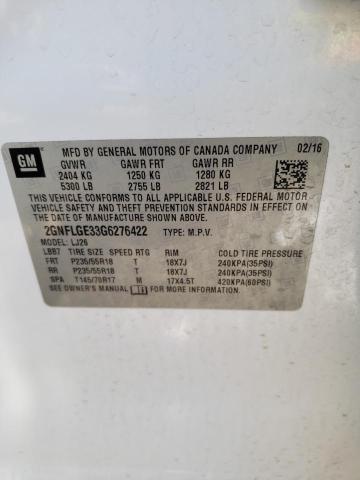 GM
MFD BY GENERAL MOTORS OF CANADA COMPANY 02/16
GVWR GAWR FRT GAWR RR
2404 KG 1250 KG 1280 KG
5300 LB 2755 LB 2821 LB
THIS VEHICLE CONFORMS TO ALL APPLICABLE U.S. FEDERAL MOTOR
VEHICLE SAFETY AND THEFT PREVENTION STANDARDS IN EFFECT ON THE
DATE OF MANUFACTURE SHOWN ABOVE.
2GNFLGE33G6276422 TYPE: M.P.V.
MODEL: LJ26
LBB7 TIRE SIZE SPEED RTG RIM COLD TIRE PRESSURE
FRT P235/55R18 T 18X7J 240KPA(35PSI)
RR P235/55R18 T 18X7J 240KPA(35PSI)
SPA T145/70R17 M 17X4.5T 420KPA(60PSI)
SEE OWNER'S MANUAL FOR MORE INFORMATION.